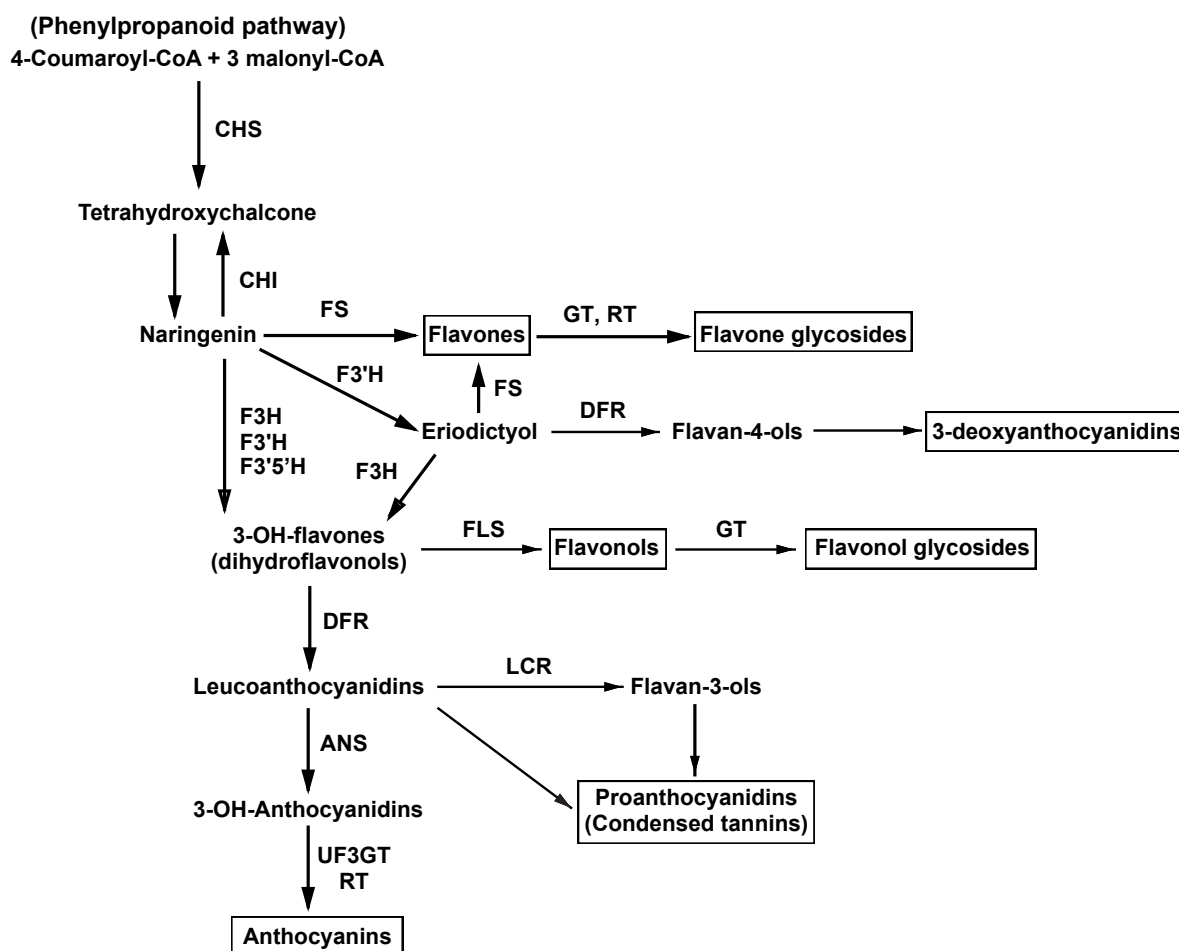 (Phenylpropanoid pathway)
4-Coumaroyl-CoA + 3 malonyl-CoA
CHS
Tetrahydroxychalcone
CHI
Naringenin
FS
Flavones
GT, RT
Flavone glycosides
F3'H
FS
F3H
F3'H
F3'5’H
Eriodictyol
DFR
Flavan-4-ols
3-deoxyanthocyanidins
F3H
3-OH-flavones
(dihydroflavonols)
FLS
Flavonols
GT
Flavonol glycosides
DFR
Leucoanthocyanidins
LCR
Flavan-3-ols
ANS
3-OH-Anthocyanidins
Proanthocyanidins
(Condensed tannins)
UF3GT
RT
Anthocyanins